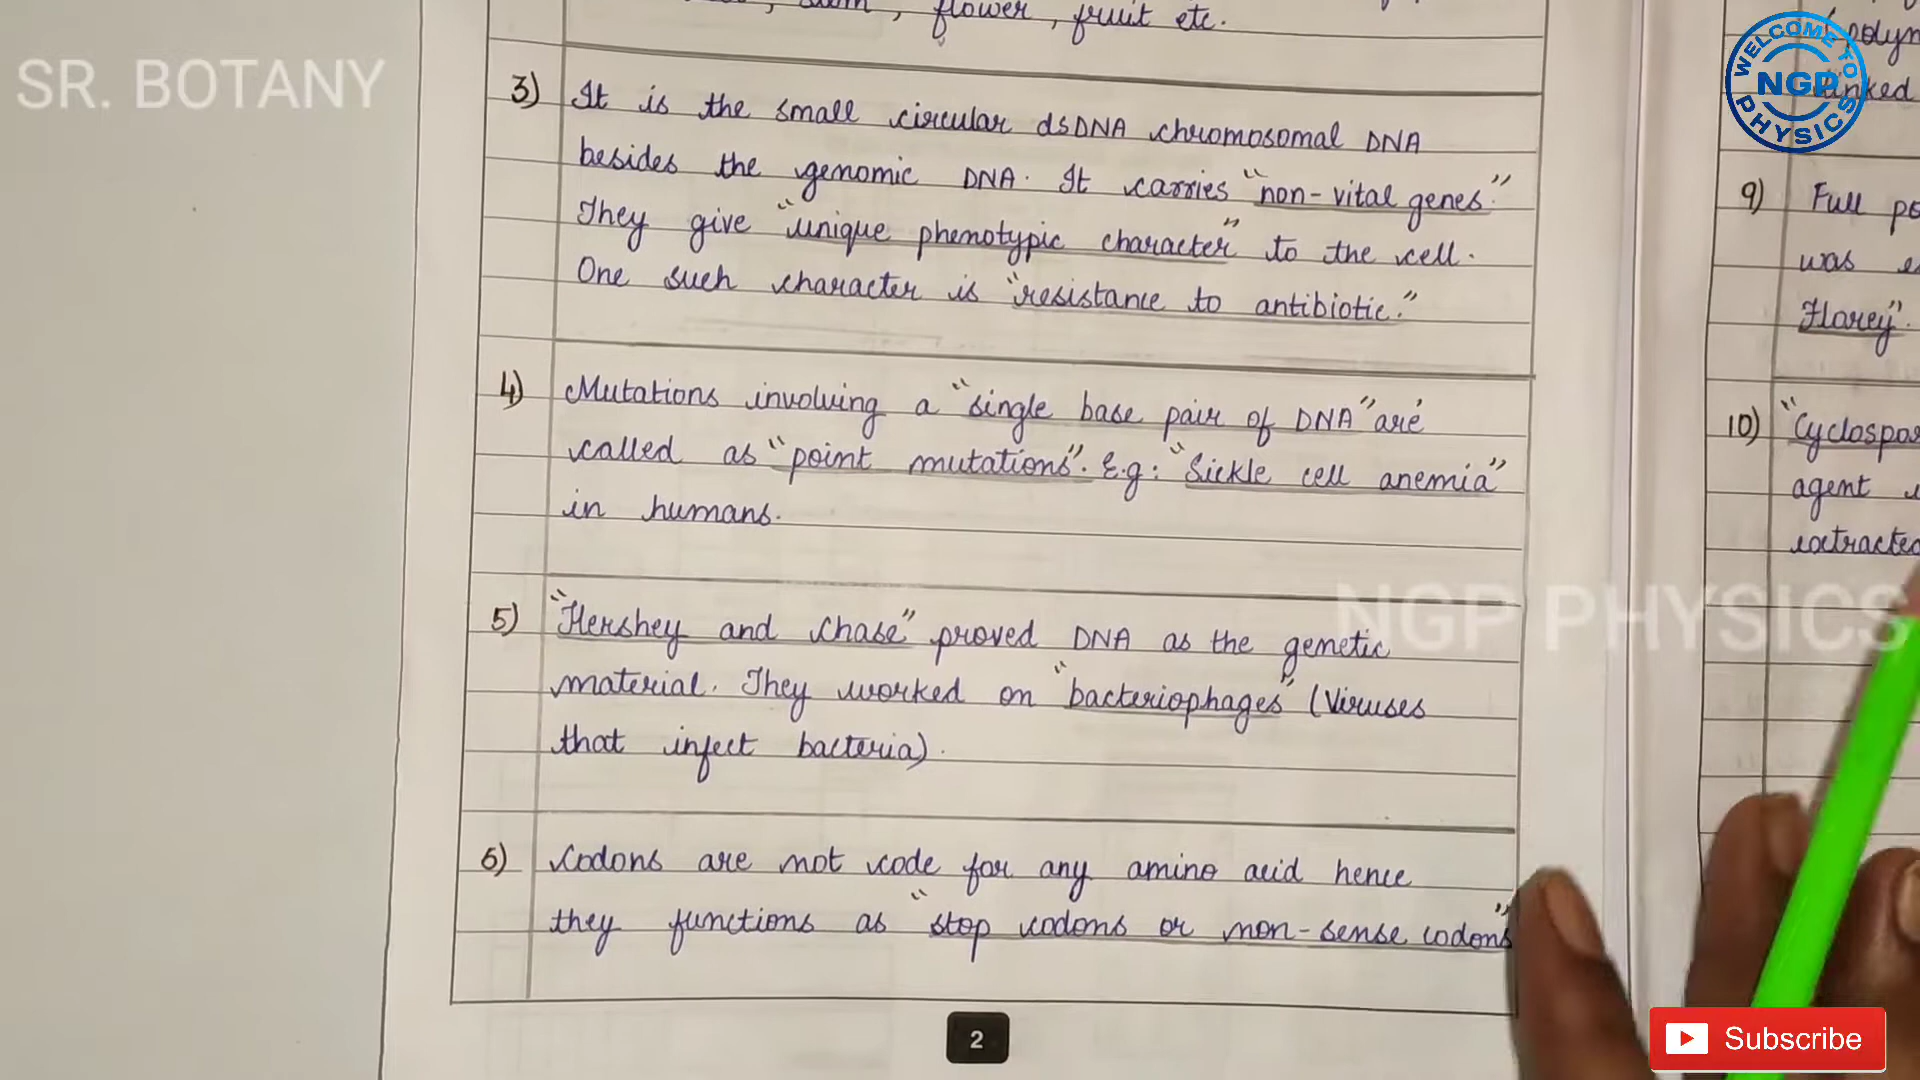 SR. BOTANY
flower, fruit etc.
3) It is the small circular dsDNA chromosomal DNA
besides the genomic DNA. It carries "non-vital genes"
They give "unique phenotypic character" to the cell.
One such character is "resistance to antibiotic."
4) Mutations involving a "single base pair of DNA" are
called as "point mutations". E.g: "Sickle cell anemia"
in humans.
5) "Hershey and Chase" proved DNA as the genetic
material. They worked on "bacteriophages" (Viruses
that infect bacteria).
6) Codons are not code for any amino acid hence
they functions as "stop codons or non-sense codons"
2
9) Full
was
Flarey".
10)
agent
WELCOME TO
NGP
PHYSICS
NGP PHYSICS
Subscribe